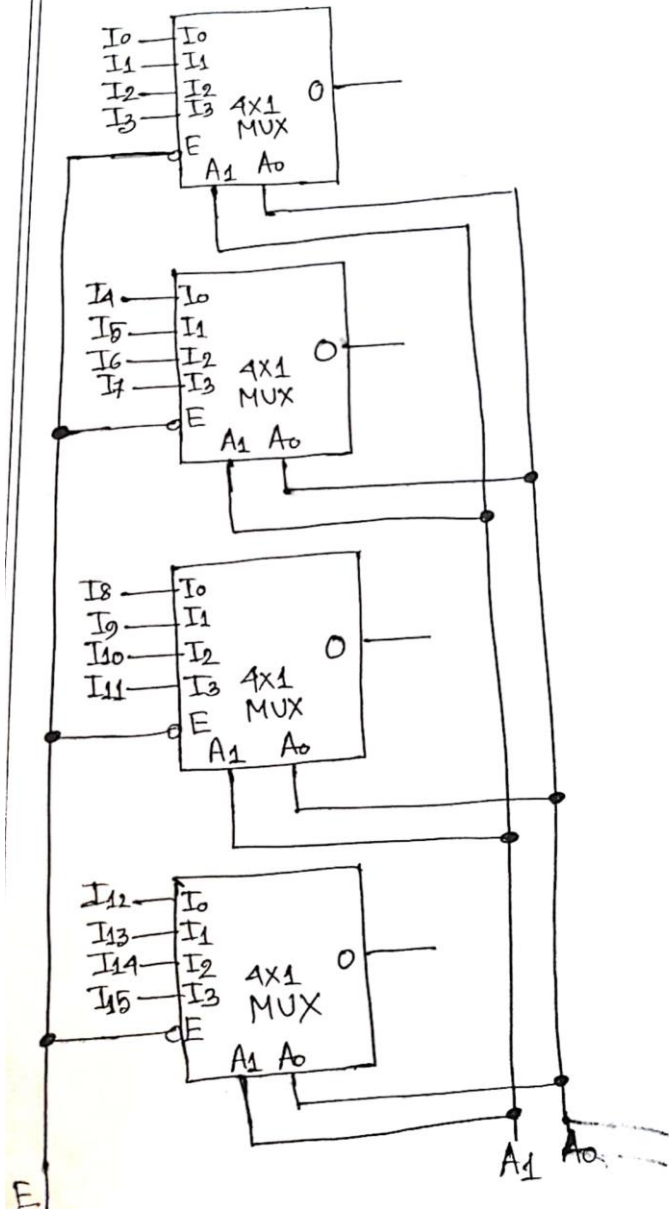 I0 I0
I1 I1
I2 I2
I3 I3
4X1
MUX
O
E
A1 A0
I4 I0
I5 I1
I6 I2
I7 I3
4X1
MUX
O
E
A1 A0
I8 I0
I9 I1
I10 I2
I11 I3
4X1
MUX
O
E
A1 A0
I12 I0
I13 I1
I14 I2
I15 I3
4X1
MUX
O
E
A1 A0
A1 A0
E